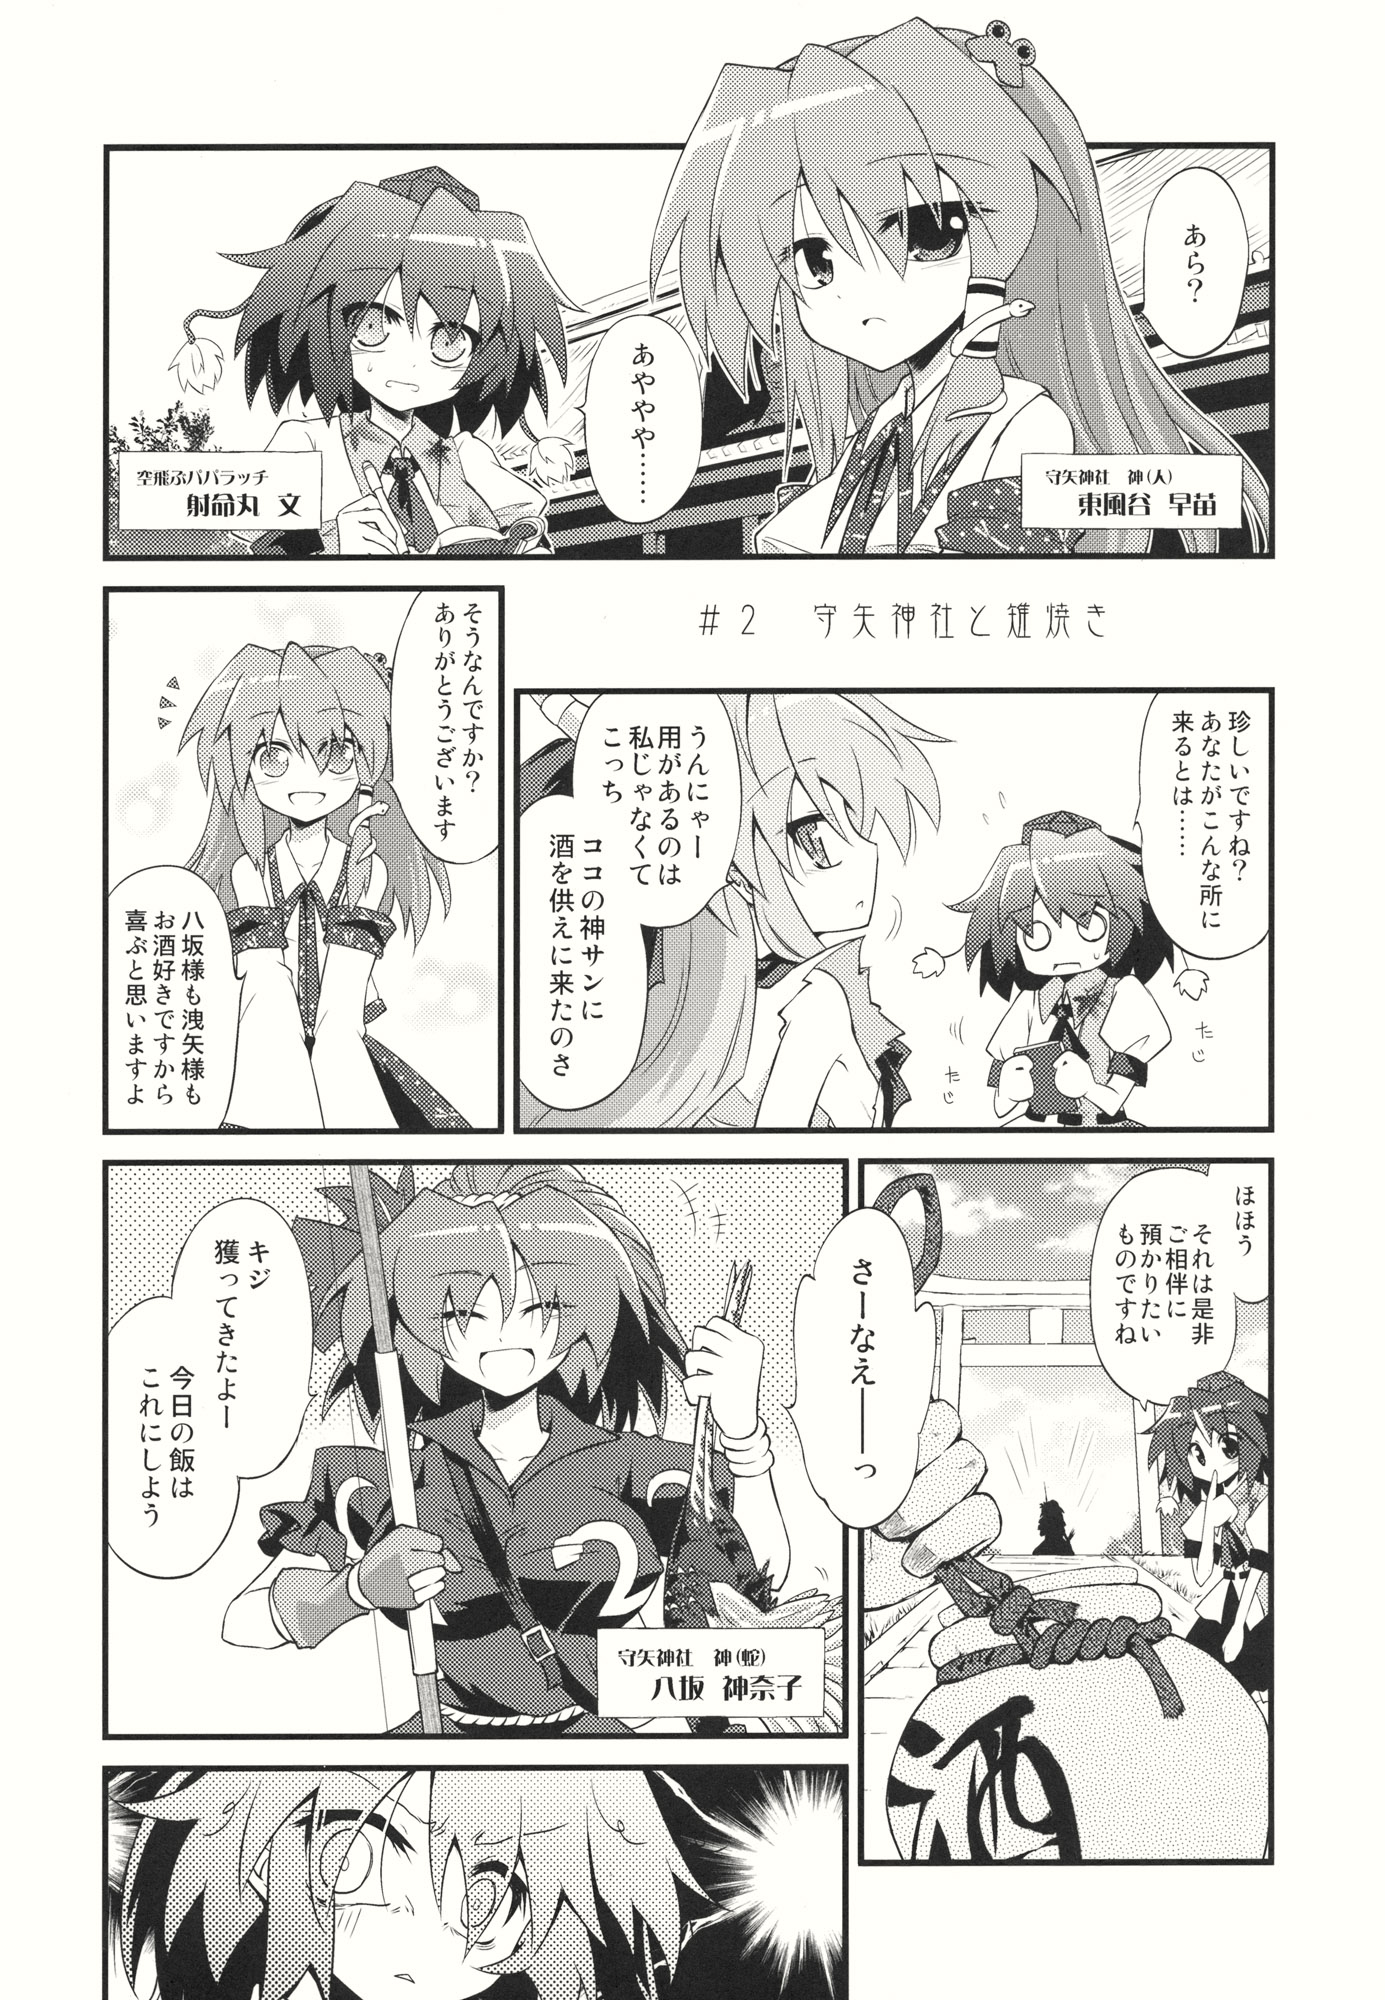 あら?
守矢神社 神(人)
東風谷 早苗
あややや……
空飛ぶパパラッチ
射命丸 文
#2 守矢神社と雉焼き
珍しいですね?
あなたがこんな所に
来るとは……
たじ
たじ
うんにゃー
用があるのは
私じゃなくて
こっち
ココの神サンに
酒を供えに来たのさ
そうなんですか?
ありがとうございます
八坂様も洩矢様も
お酒好きですから
喜ぶと思いますよ
ほほう
それは是非
ご相伴に
預かりたい
ものですね
さーなえ――っ
酒
キジ
獲ってきたよー
今日の飯は
これにしよう
守矢神社 神(蛇)
八坂 神奈子